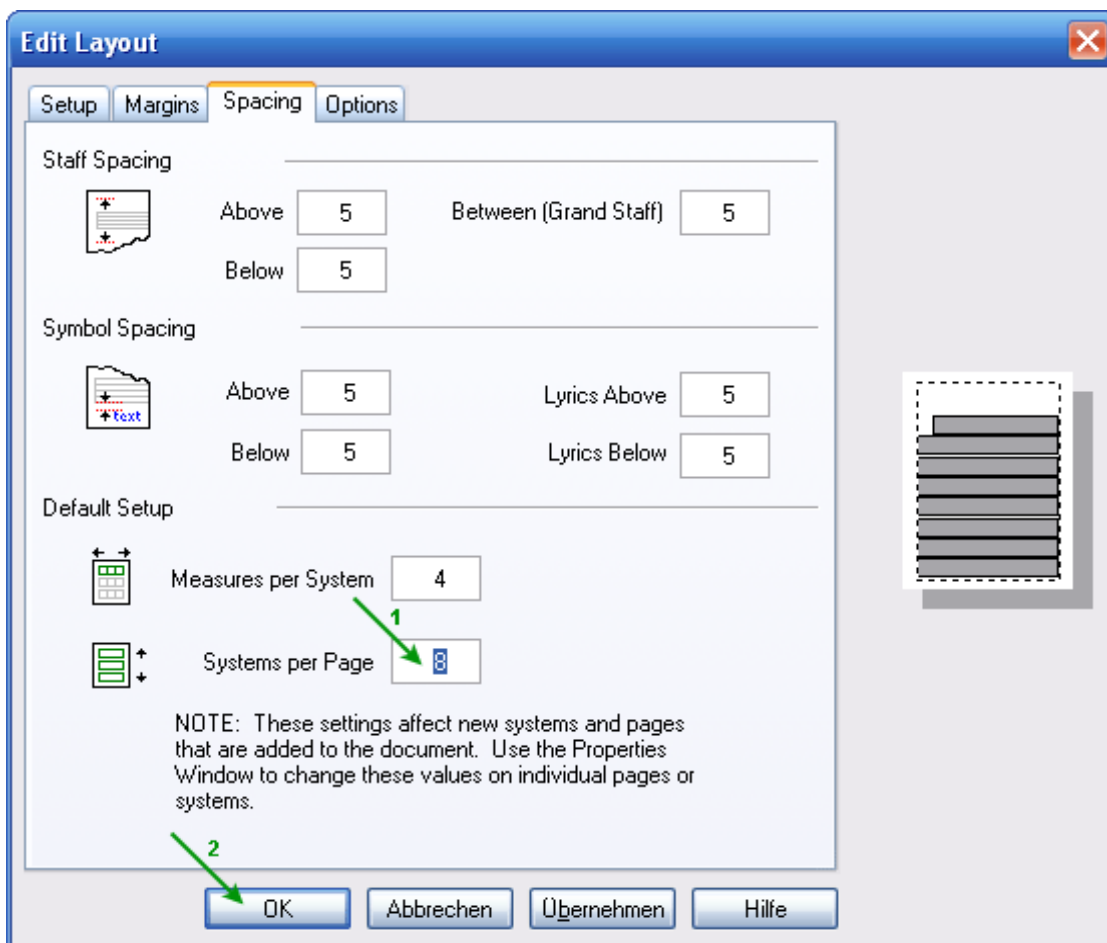 Edit Layout
Setup Margins Spacing Options
Staff Spacing
Above 5 Between (Grand Staff) 5
Below 5
Symbol Spacing
text
Above 5 Lyrics Above 5
Below 5 Lyrics Below 5
Default Setup
Measures per System 4
1
Systems per Page 8
NOTE: These settings affect new systems and pages
that are added to the document. Use the Properties
Window to change these values on individual pages or
systems.
2
OK Abbrechen Übernehmen Hilfe